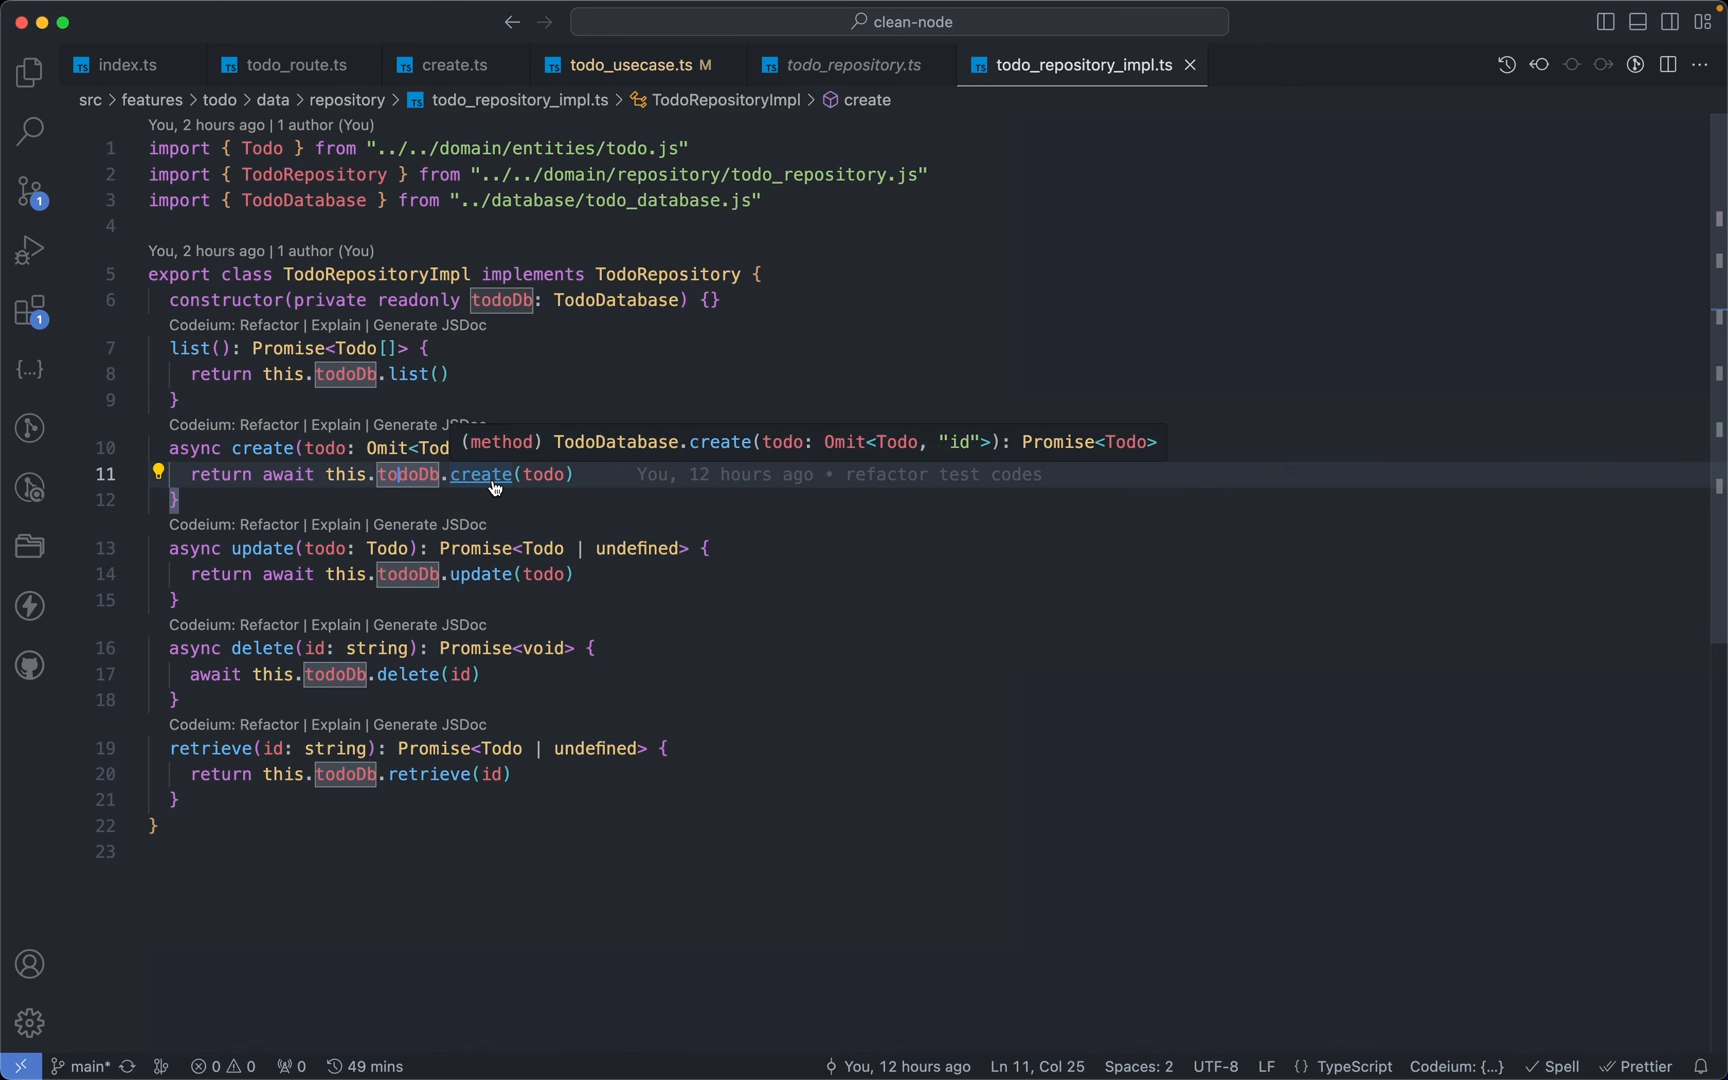 clean-node
TS index.ts
TS todo_route.ts
TS create.ts
TS todo_usecase.ts M
TS todo_repository.ts
TS todo_repository_impl.ts
src > features > todo > data > repository > TS todo_repository_impl.ts > TodoRepositoryImpl > create
You, 2 hours ago | 1 author (You)
1 import { Todo } from "../../domain/entities/todo.js"
2 import { TodoRepository } from "../../domain/repository/todo_repository.js"
3 import { TodoDatabase } from "../database/todo_database.js"
4
You, 2 hours ago | 1 author (You)
5 export class TodoRepositoryImpl implements TodoRepository {
6 constructor(private readonly todoDb: TodoDatabase) {}
Codeium: Refactor | Explain | Generate JSDoc
7 list(): Promise<Todo[]> {
8 return this.todoDb.list()
9 }
Codeium: Refactor | Explain | Generate JSDoc
10 async create(todo: Omit<Tod
(method) TodoDatabase.create(todo: Omit<Todo, "id">): Promise<Todo>
11 return await this.todoDb.create(todo) You, 12 hours ago • refactor test codes
12 }
Codeium: Refactor | Explain | Generate JSDoc
13 async update(todo: Todo): Promise<Todo | undefined> {
14 return await this.todoDb.update(todo)
15 }
Codeium: Refactor | Explain | Generate JSDoc
16 async delete(id: string): Promise<void> {
17 await this.todoDb.delete(id)
18 }
Codeium: Refactor | Explain | Generate JSDoc
19 retrieve(id: string): Promise<Todo | undefined> {
20 return this.todoDb.retrieve(id)
21 }
22 }
23
1
1
{...}
main* 0 0 0 49 mins You, 12 hours ago Ln 11, Col 25 Spaces: 2 UTF-8 LF {} TypeScript Codeium: {...} Spell Prettier